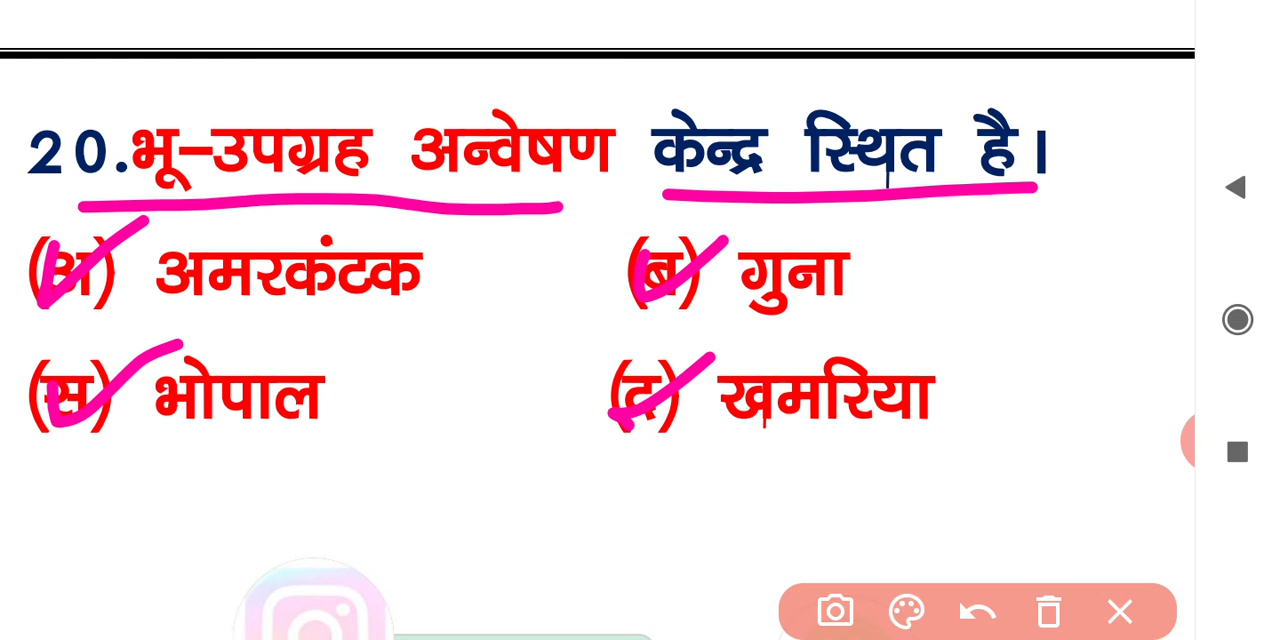 20.भू–उपग्रह अन्वेषण केन्द्र स्थित है।
(अ) अमरकंटक (ब) गुना
(स) भोपाल (द) खमरिया